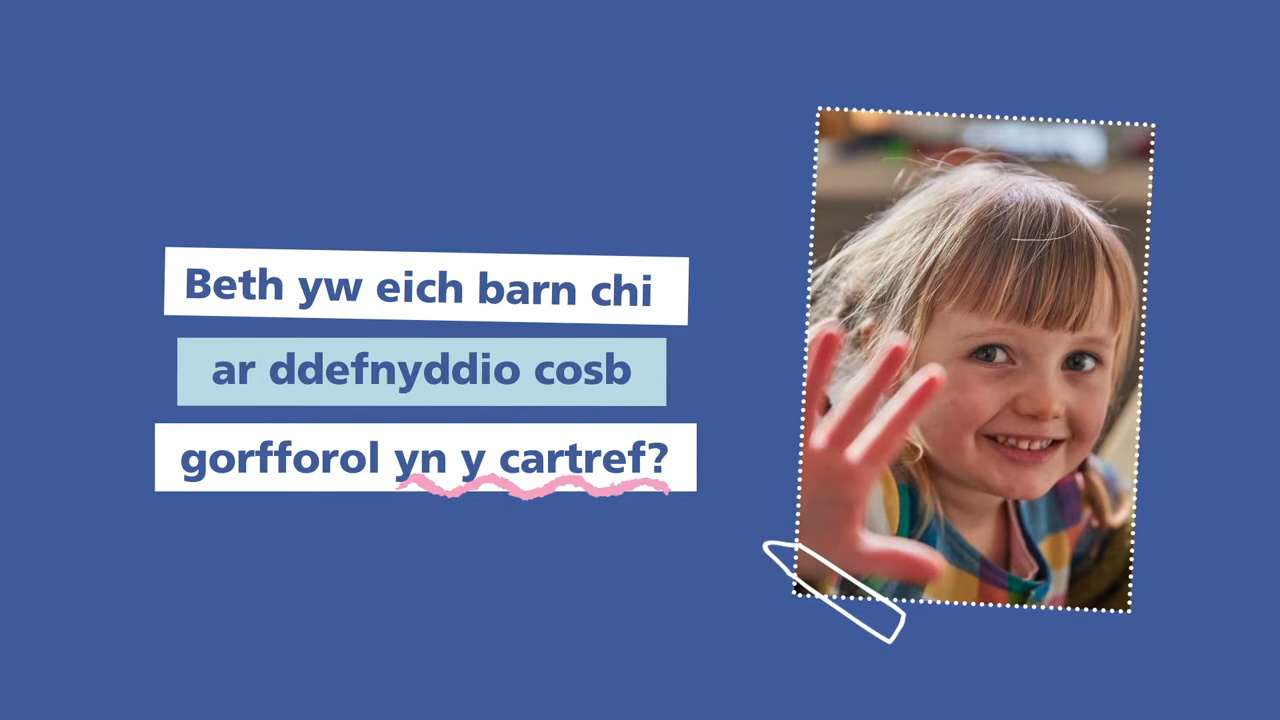 Beth yw eich barn chi
ar ddefnyddio cosb
gorfforol yn y cartref?